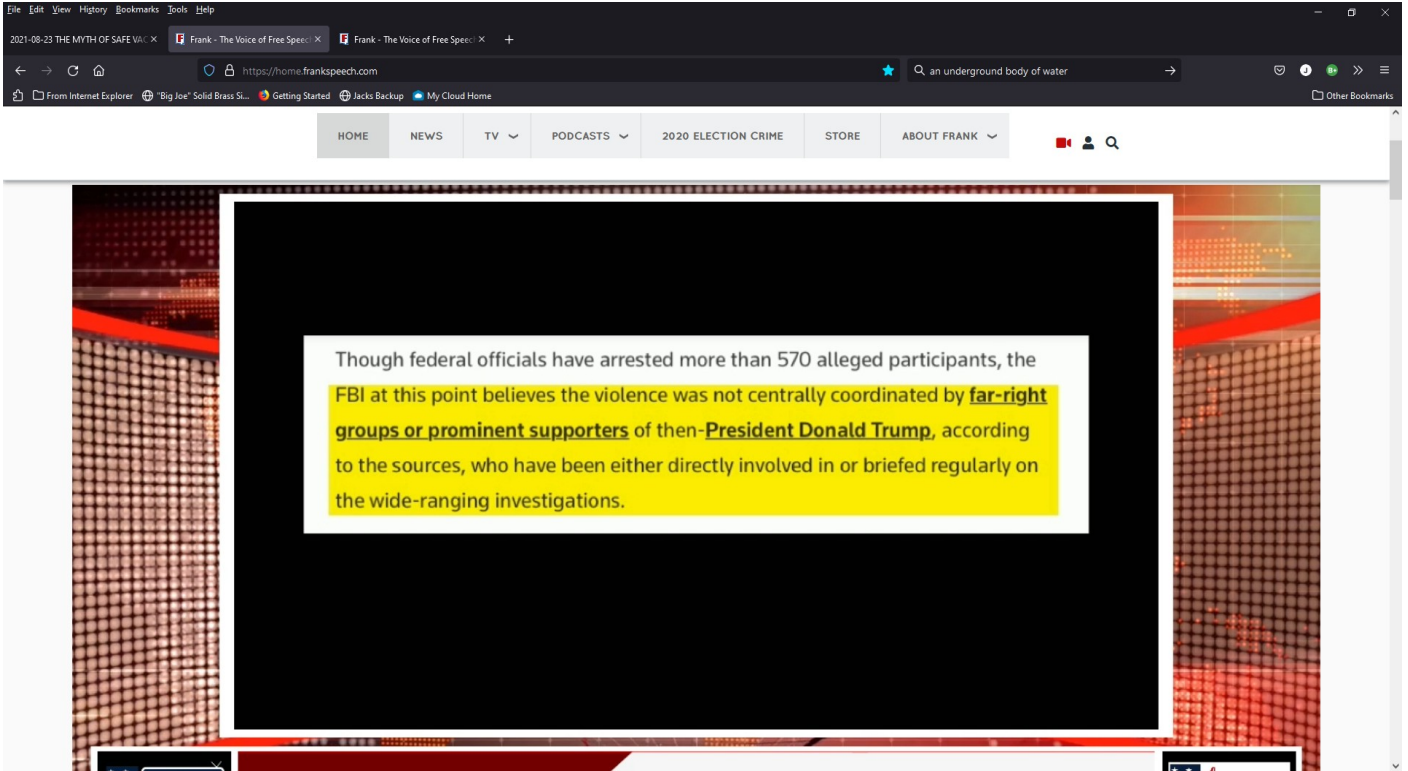 File Edit View History Bookmarks Tools Help
2021-08-23 THE MYTH OF SAFE VAC Frank - The Voice of Free Speech Frank - The Voice of Free Speech
https://home.frankspeech.com an underground body of water
From Internet Explorer "Big Joe" Solid Brass Si... Getting Started Jacks Backup My Cloud Home Other Bookmarks
HOME NEWS TV PODCASTS 2020 ELECTION CRIME STORE ABOUT FRANK
Though federal officials have arrested more than 570 alleged participants, the
FBI at this point believes the violence was not centrally coordinated by far-right
groups or prominent supporters of then-President Donald Trump, according
to the sources, who have been either directly involved in or briefed regularly on
the wide-ranging investigations.